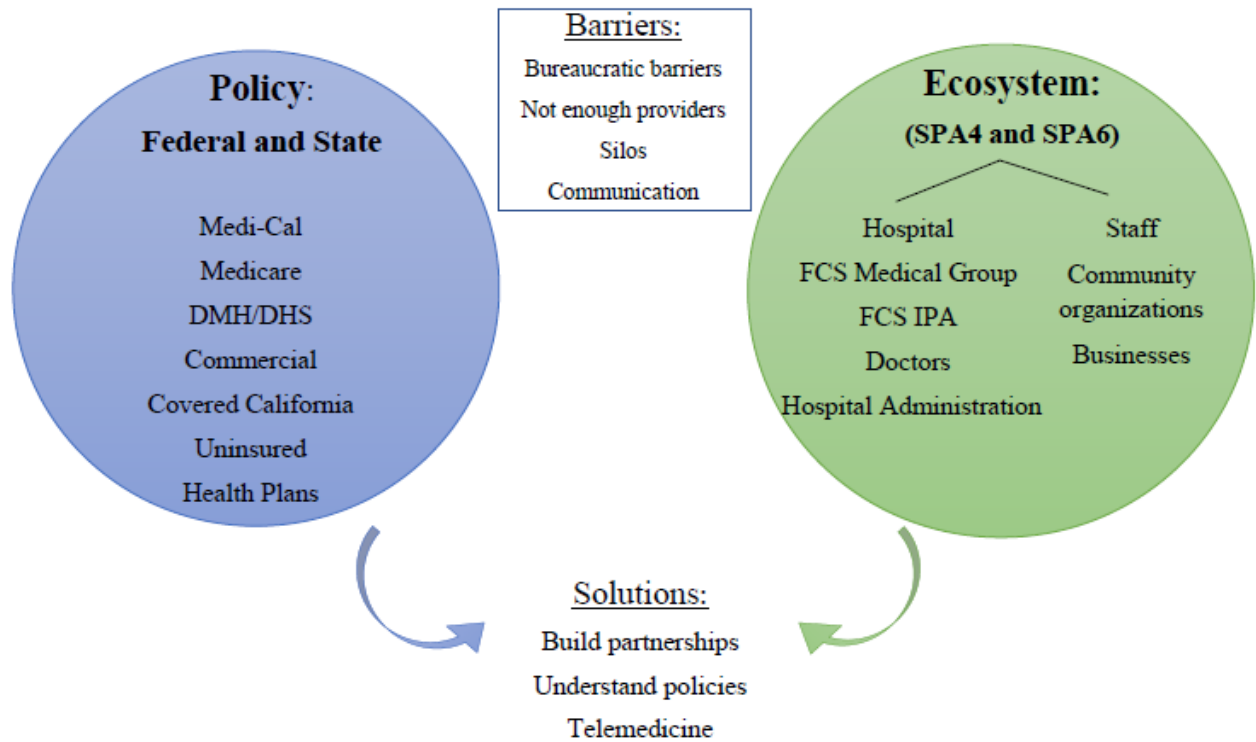 Policy:
Federal and State
Medi-Cal
Medicare
DMH/DHS
Commercial
Covered California
Uninsured
Health Plans
Barriers:
Bureaucratic barriers
Not enough providers
Silos
Communication
Ecosystem:
(SPA4 and SPA6)
Hospital
FCS Medical Group
FCS IPA
Doctors
Hospital Administration
Staff
Community
organizations
Businesses
Solutions:
Build partnerships
Understand policies
Telemedicine